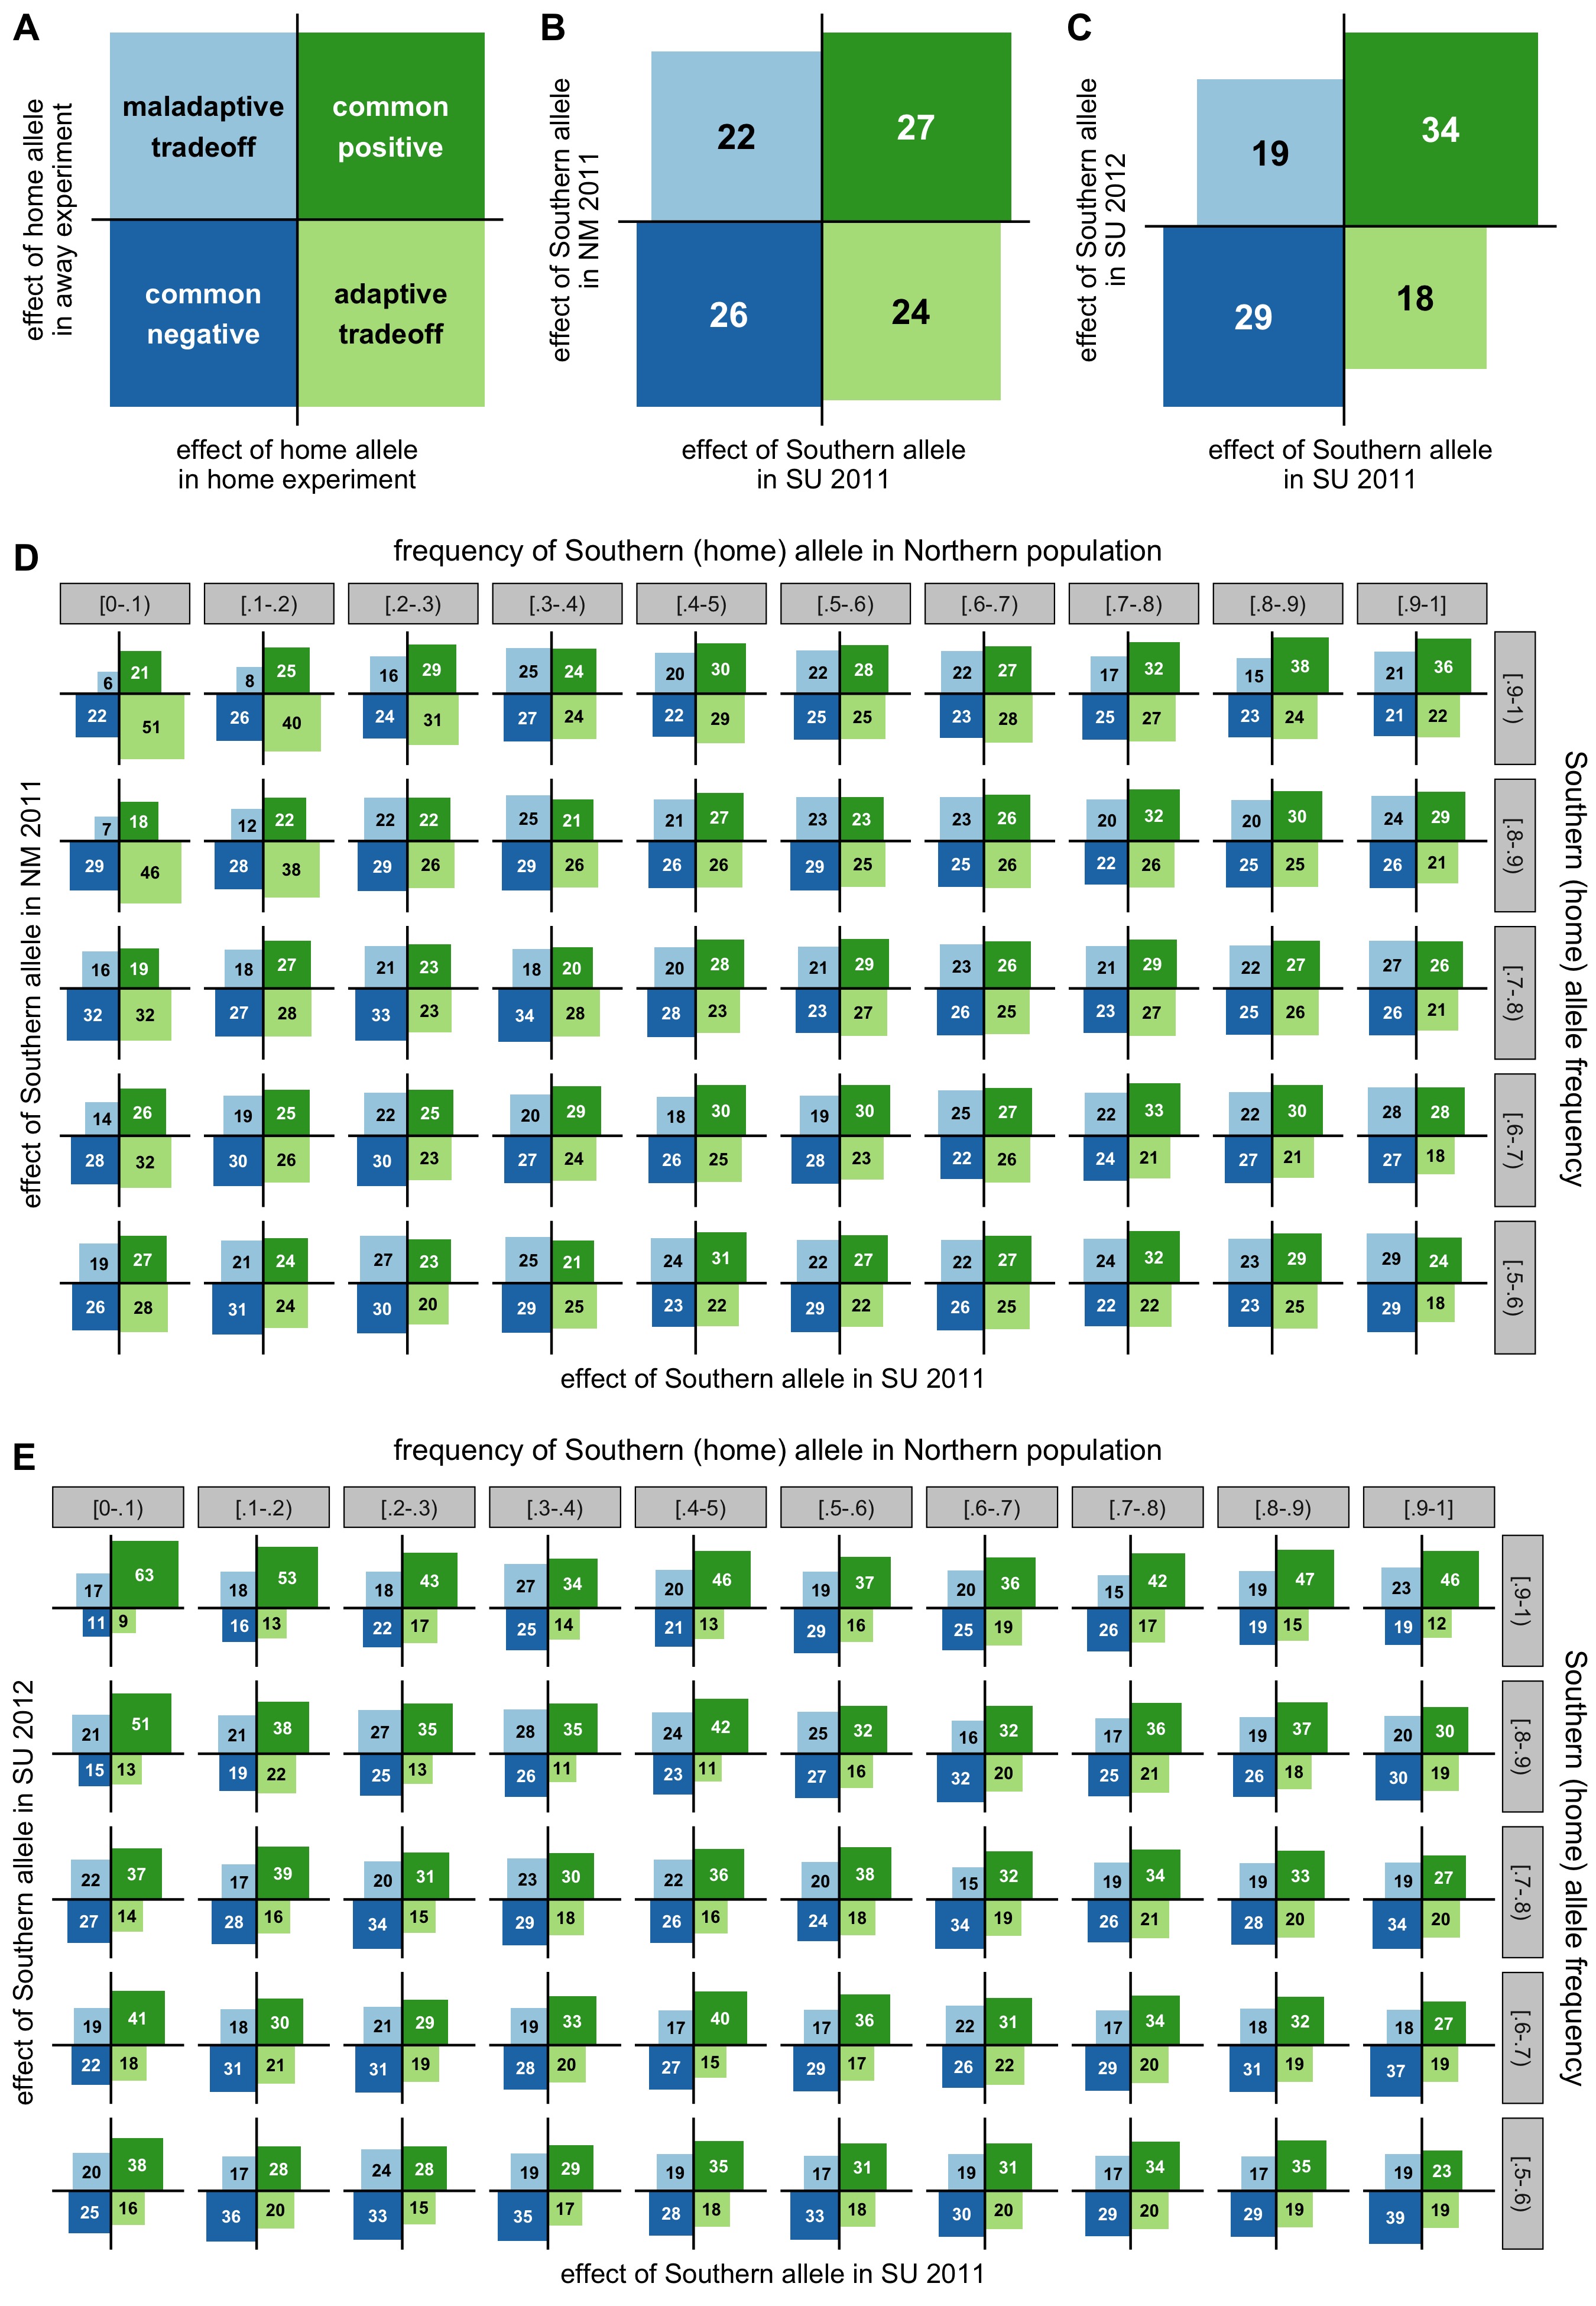 A
B
C
effect of home allele
in away experiment
maladaptive
tradeoff
common
positive
common
negative
adaptive
tradeoff
effect of home allele
in home experiment
effect of Southern allele
in NM 2011
22
27
26
24
effect of Southern allele
in SU 2011
effect of Southern allele
in SU 2012
19
34
29
18
effect of Southern allele
in SU 2011
D
frequency of Southern (home) allele in Northern population
[0-.1) [.1-.2) [.2-.3) [.3-.4) [.4-5) [.5-.6) [.6-.7) [.7-.8) [.8-.9) [.9-1]
6 21 8 25 16 29 25 24 20 30 22 28 22 27 17 32 15 38 21 36
22 51 26 40 24 31 27 24 22 29 25 25 23 28 25 27 23 24 21 22
[.9-1)
7 18 12 22 22 22 25 21 21 27 23 23 23 26 20 32 20 30 24 29
29 46 28 38 29 26 29 26 26 26 29 25 25 26 22 26 25 25 26 21
[.8-.9)
16 19 18 27 21 23 18 20 20 28 21 29 23 26 21 29 22 27 27 26
32 32 27 28 33 23 34 28 28 23 23 27 26 25 23 27 25 26 26 21
[.7-.8)
14 26 19 25 22 25 20 29 18 30 19 30 25 27 22 33 22 30 28 28
28 32 30 26 30 23 27 24 26 25 28 23 22 26 24 21 27 21 27 18
[.6-.7)
19 27 21 24 27 23 25 21 24 31 22 27 22 27 24 32 23 29 29 24
26 28 31 24 30 20 29 25 23 22 29 22 26 25 22 22 23 25 29 18
[.5-.6)
effect of Southern allele in NM 2011
Southern (home) allele frequency
effect of Southern allele in SU 2011
E
frequency of Southern (home) allele in Northern population
[0-.1) [.1-.2) [.2-.3) [.3-.4) [.4-5) [.5-.6) [.6-.7) [.7-.8) [.8-.9) [.9-1]
17 63 18 53 18 43 27 34 20 46 19 37 20 36 15 42 19 47 23 46
11 9 16 13 22 17 25 14 21 13 29 16 25 19 26 17 19 15 19 12
[.9-1)
21 51 21 38 27 35 28 35 24 42 25 32 16 32 17 36 19 37 20 30
15 13 19 22 25 13 26 11 23 11 27 16 32 20 25 21 26 18 30 19
[.8-.9)
22 37 17 39 20 31 23 30 22 36 20 38 15 32 19 34 19 33 19 27
27 14 28 16 34 15 29 18 26 16 24 18 34 19 26 21 28 20 34 20
[.7-.8)
19 41 18 30 21 29 19 33 17 40 17 36 22 31 17 34 18 32 18 27
22 18 31 21 31 19 28 20 27 15 29 17 26 22 29 20 31 19 37 19
[.6-.7)
20 38 17 28 24 28 19 29 19 35 17 31 19 31 17 34 17 35 19 23
25 16 36 20 33 15 35 17 28 18 33 18 30 20 29 20 29 19 39 19
[.5-.6)
effect of Southern allele in SU 2012
Southern (home) allele frequency
effect of Southern allele in SU 2011